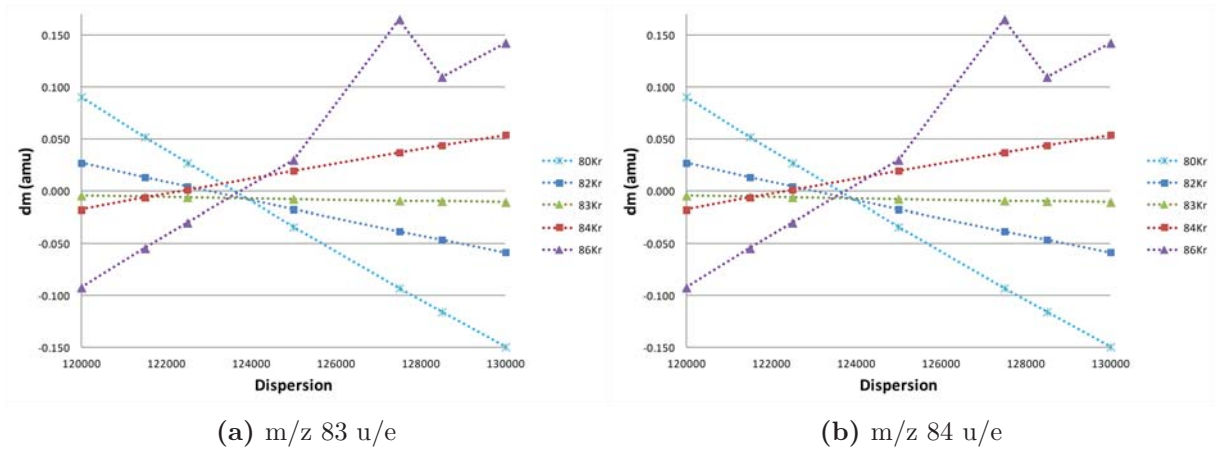 0.150
0.100
0.050
0.000
-0.050
-0.100
-0.150
dm (amu)
120000 122000 124000 126000 128000 130000
Dispersion
80Kr
82Kr
83Kr
84Kr
86Kr
(a) m/z 83 u/e
0.150
0.100
0.050
0.000
-0.050
-0.100
-0.150
dm (amu)
120000 122000 124000 126000 128000 130000
Dispersion
80Kr
82Kr
83Kr
84Kr
86Kr
(b) m/z 84 u/e